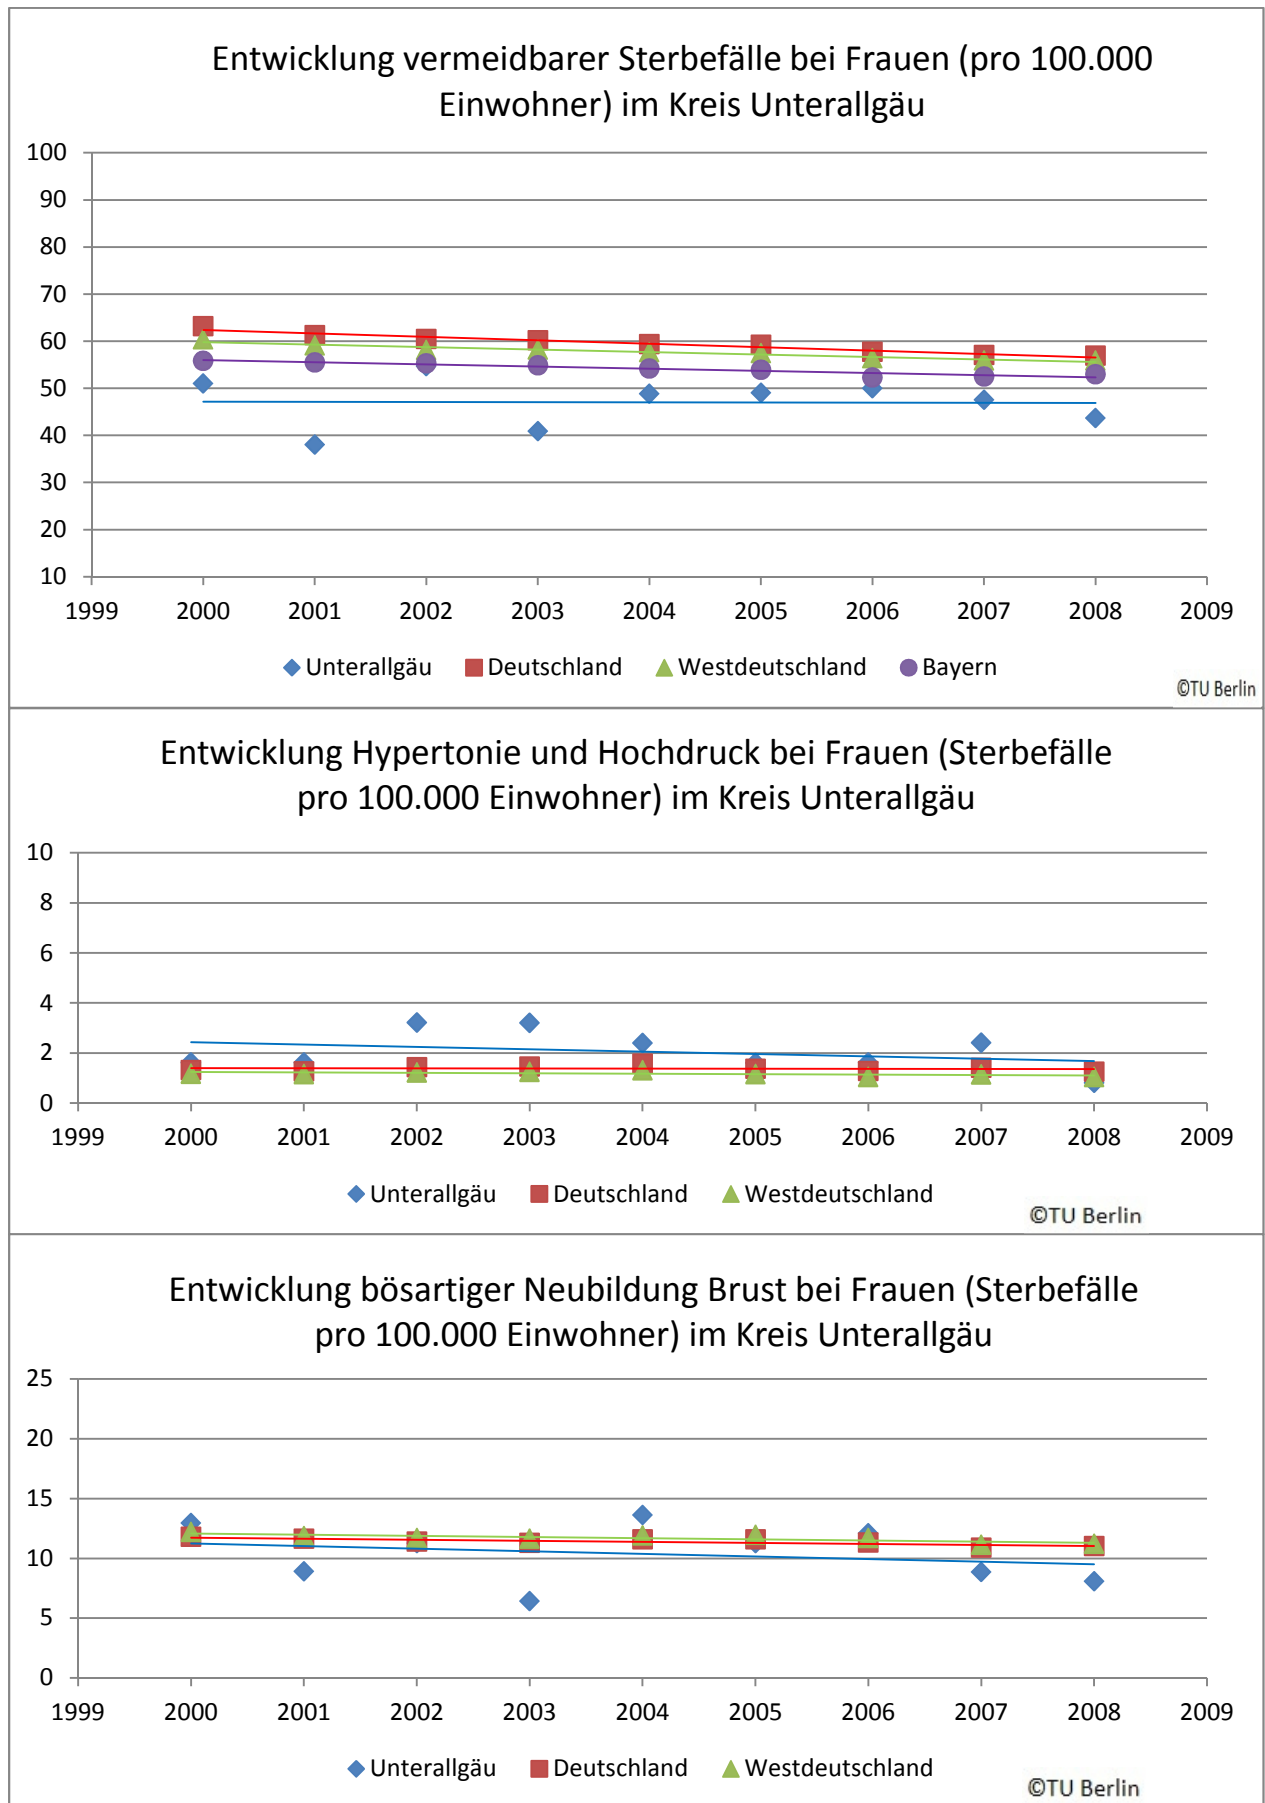 Entwicklung vermeidbarer Sterbefälle bei Frauen (pro 100.000
Einwohner) im Kreis Unterallgäu
100
90
80
70
60
50
40
30
20
10
1999 2000 2001 2002 2003 2004 2005 2006 2007 2008 2009
Unterallgäu Deutschland Westdeutschland Bayern
©TU Berlin
Entwicklung Hypertonie und Hochdruck bei Frauen (Sterbefälle
pro 100.000 Einwohner) im Kreis Unterallgäu
10
8
6
4
2
0
1999 2000 2001 2002 2003 2004 2005 2006 2007 2008 2009
Unterallgäu Deutschland Westdeutschland
©TU Berlin
Entwicklung bösartiger Neubildung Brust bei Frauen (Sterbefälle
pro 100.000 Einwohner) im Kreis Unterallgäu
25
20
15
10
5
0
1999 2000 2001 2002 2003 2004 2005 2006 2007 2008 2009
Unterallgäu Deutschland Westdeutschland
©TU Berlin